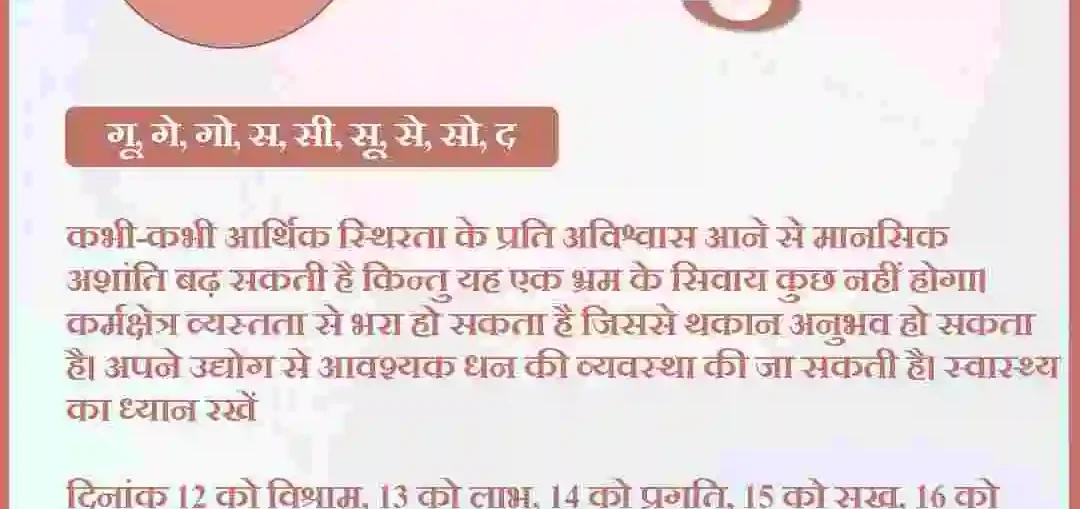 गू, गे, गो, स, सी, सू, से, सो, द
कभी-कभी आर्थिक स्थिरता के प्रति अविश्वास आने से मानसिक
अशांति बढ़ सकती है किन्तु यह एक भ्रम के सिवाय कुछ नहीं होगा।
कर्मक्षेत्र व्यस्तता से भरा हो सकता है जिससे थकान अनुभव हो सकता
है। अपने उद्योग से आवश्यक धन की व्यवस्था की जा सकती है। स्वास्थ्य
का ध्यान रखें
दिनांक 12 को विश्राम, 13 को लाभ, 14 को प्रगति, 15 को सुख, 16 को